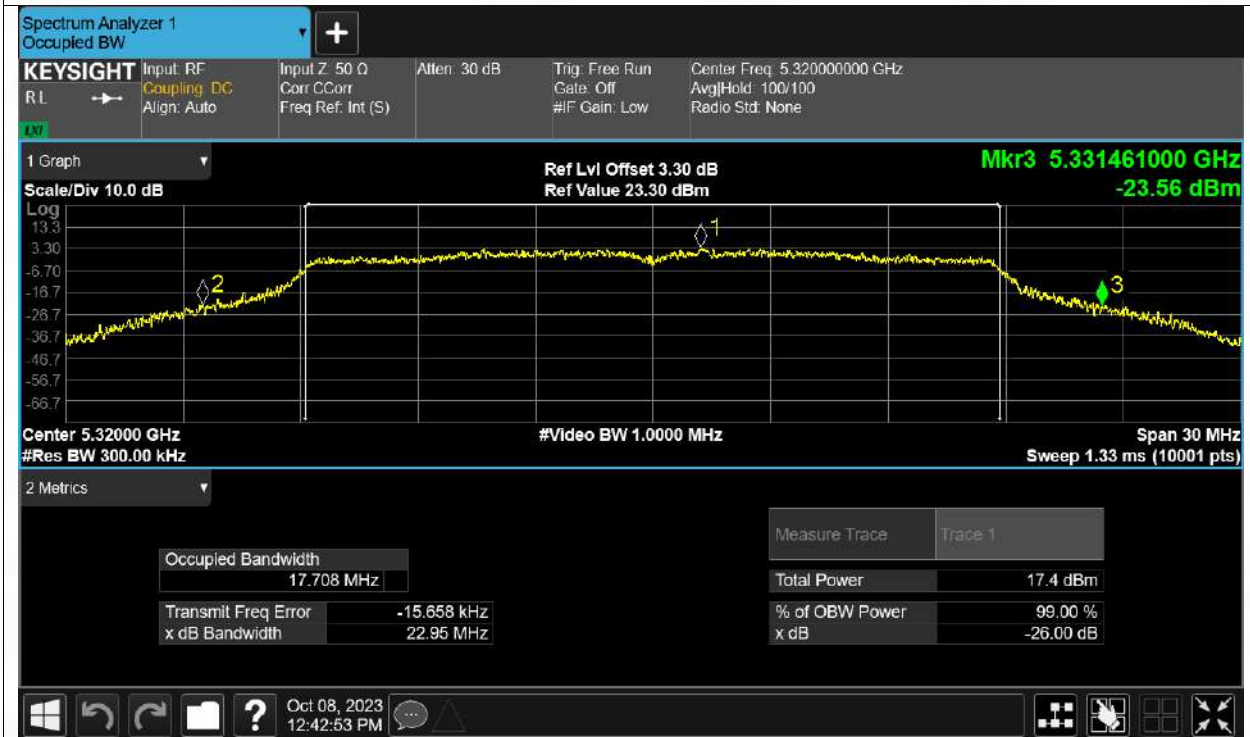 Spectrum Analyzer 1
Occupied BW
+
KEYSIGHT
R L
LXI
Input: RF
Coupling: DC
Align: Auto
Input Z: 50 Ω
Corr CCorr
Freq Ref: Int (S)
Atten: 30 dB
Trig: Free Run
Gate: Off
#IF Gain: Low
Center Freq: 5.320000000 GHz
Avg|Hold: 100/100
Radio Std: None
1 Graph
Scale/Div 10.0 dB
Ref Lvl Offset 3.30 dB
Ref Value 23.30 dBm
Mkr3 5.331461000 GHz
-23.56 dBm
Log
13.3
3.30
-6.70
-16.7
-26.7
-36.7
-46.7
-56.7
-66.7
1
2
3
Center 5.32000 GHz
#Res BW 300.00 kHz
#Video BW 1.0000 MHz
Span 30 MHz
Sweep 1.33 ms (10001 pts)
2 Metrics
Occupied Bandwidth
17.708 MHz
Transmit Freq Error -15.658 kHz
x dB Bandwidth 22.95 MHz
Measure Trace Trace 1
Total Power 17.4 dBm
% of OBW Power 99.00 %
x dB -26.00 dB
?
Oct 08, 2023
12:42:53 PM